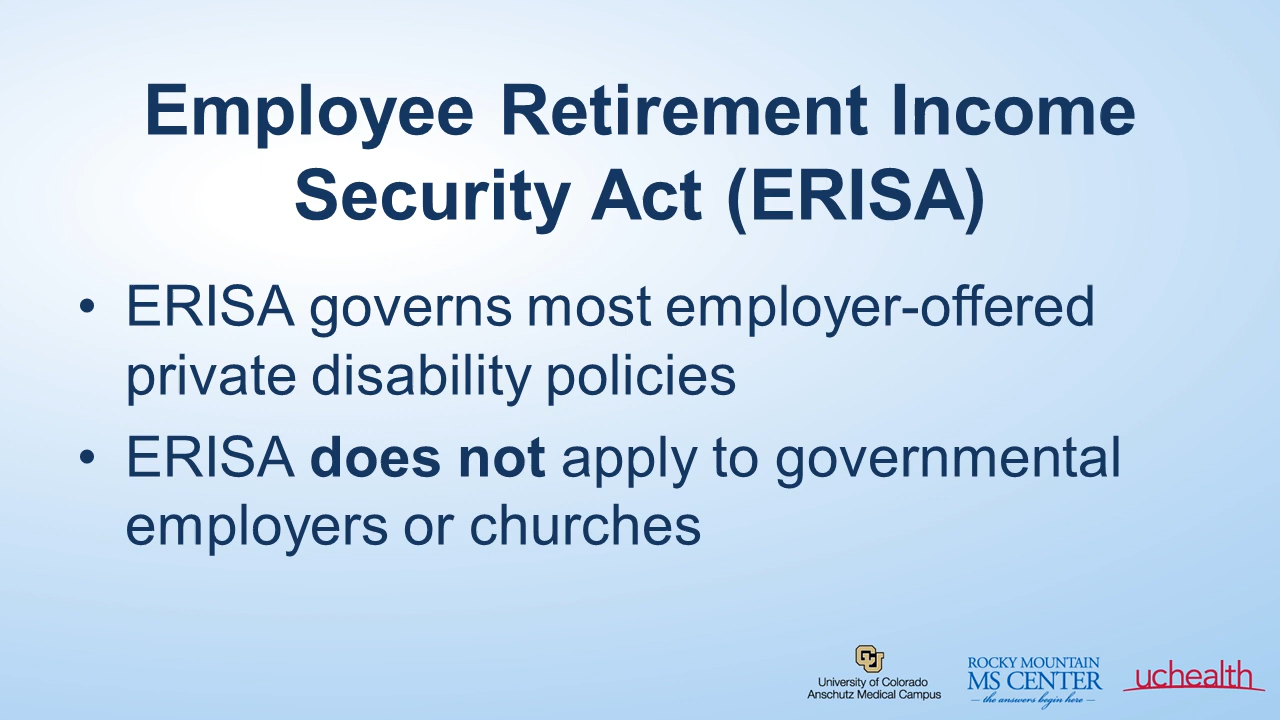 Employee Retirement Income
Security Act (ERISA)
• ERISA governs most employer-offered
private disability policies
• ERISA does not apply to governmental
employers or churches
CU
University of Colorado
Anschutz Medical Campus
ROCKY MOUNTAIN
MS CENTER
— the answers begin here —
uchealth